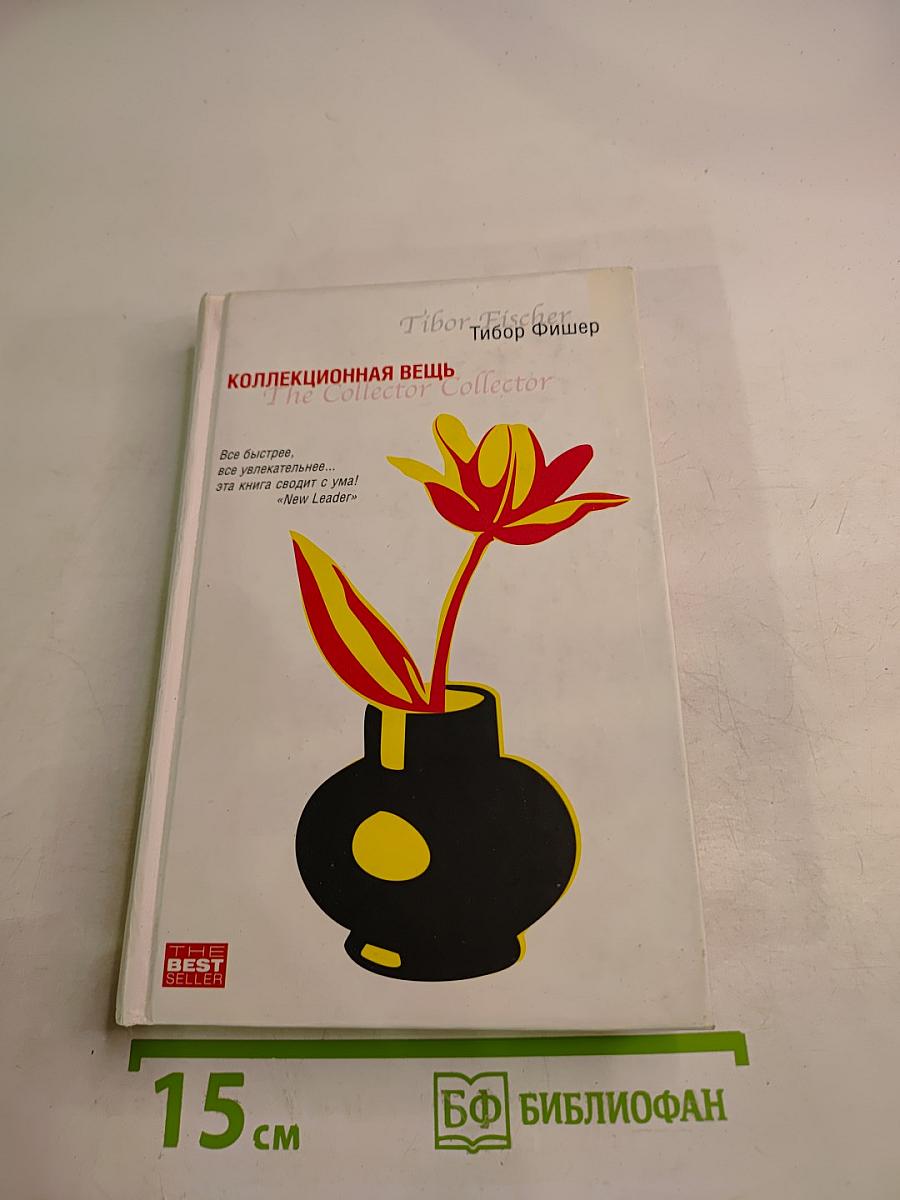 Tibor Fischer
Тибор Фишер
КОЛЛЕКЦИОННАЯ ВЕЩЬ
The Collector Collector
Все быстрее,
все увлекательнее...
эта книга сводит с ума!
«New Leader»
THE
BEST
SELLER
15 см
БФ БИБЛИОФАН